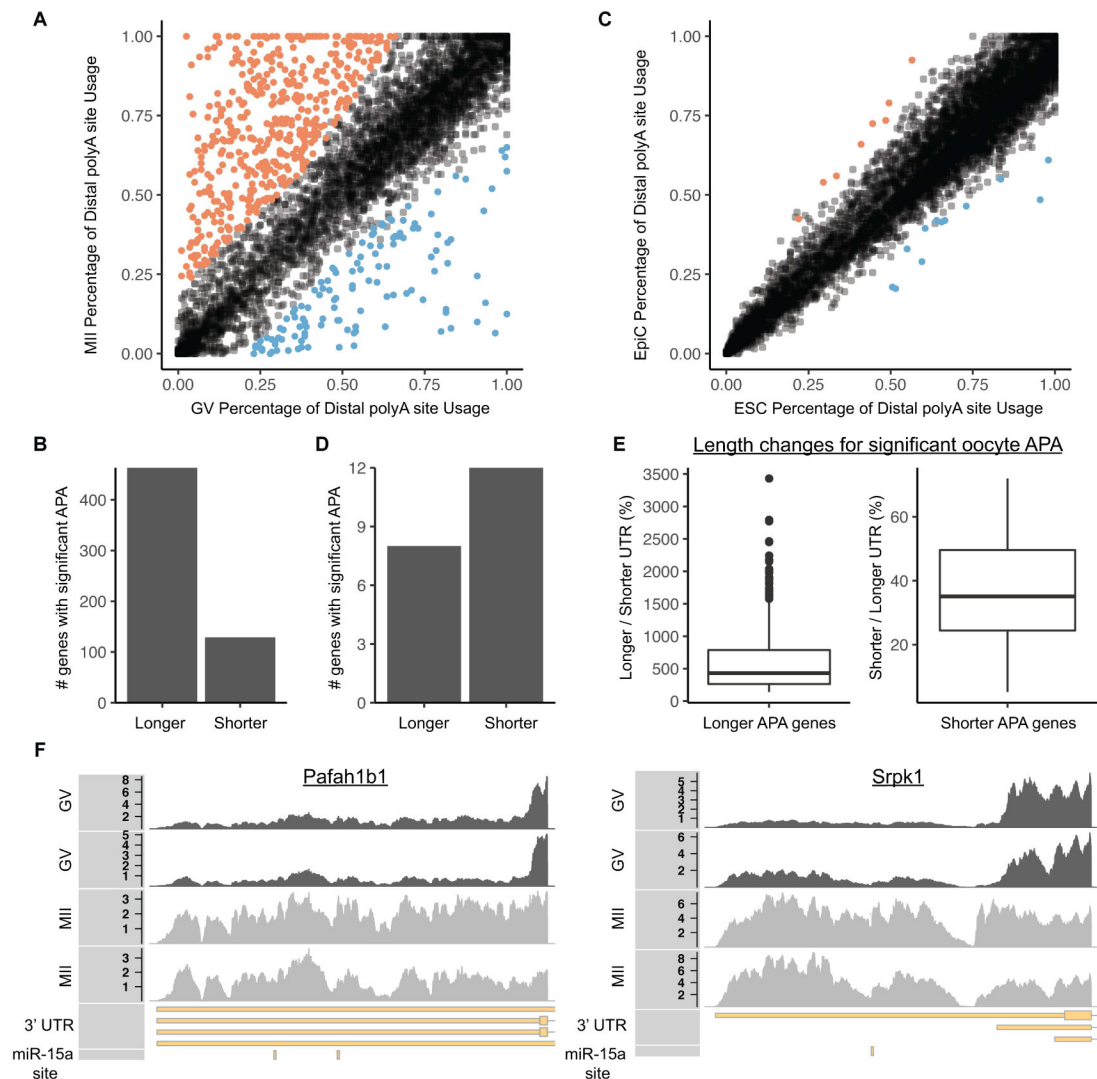 A
MII Percentage of Distal polyA site Usage
1.00
0.75
0.50
0.25
0.00
0.00 0.25 0.50 0.75 1.00
GV Percentage of Distal polyA site Usage
C
EpiC Percentage of Distal polyA site Usage
1.00
0.75
0.50
0.25
0.00
0.00 0.25 0.50 0.75 1.00
ESC Percentage of Distal polyA site Usage
B
# genes with significant APA
400
300
200
100
0
Longer Shorter
D
# genes with significant APA
12
9
6
3
0
Longer Shorter
E
Length changes for significant oocyte APA
Longer / Shorter UTR (%)
3500
3000
2500
2000
1500
1000
500
0
Longer APA genes
Shorter / Longer UTR (%)
60
40
20
Shorter APA genes
F
Pafah1b1
GV
8
6
4
2
GV
5
4
3
2
1
MII
3
2
1
MII
3
2
1
3' UTR
miR-15a
site
Srpk1
GV
5
4
3
2
1
GV
6
4
2
MII
6
4
2
MII
8
6
4
2
3' UTR
miR-15a
site